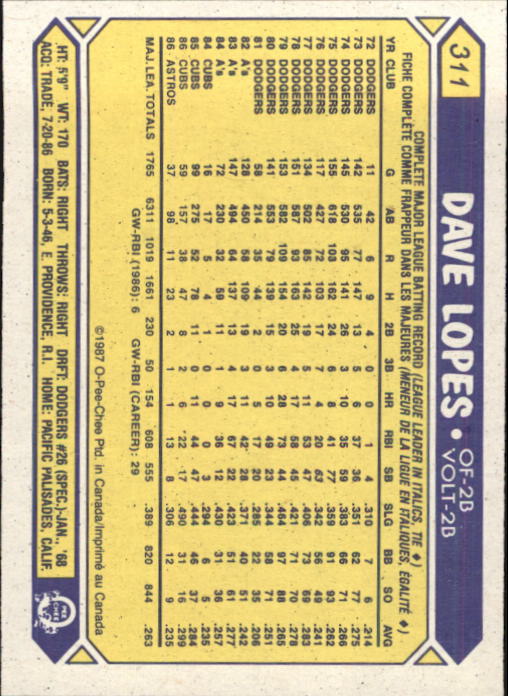 311
DAVE LOPES • OF-2B
VOLT-2B
COMPLETE MAJOR LEAGUE BATTING RECORD (LEAGUE LEADER IN ITALICS, TIE ♦)
FICHE COMPLÈTE COMME FRAPPEUR DANS LES MAJEURES (MENEUR DE LA LIGUE EN ITALIQUES, ÉGALITÉ ♦)
YR CLUB G AB R H 2B 3B HR RBI SB SLG BB SO AVG
72 DODGERS 11 42 6 9 4 0 0 1 4 .310 7 6 .214
73 DODGERS 142 535 77 147 13 5 6 37 36 .351 62 77 .275
74 DODGERS 145 530 95 141 26 3 10 35 59 .383 66 71 .266
75 DODGERS 155 618 103 162 24 6 8 41 77 .359 91 93 .262
76 DODGERS 117 427 72 103 17 7 4 20 63 .342 56 49 .241
77 DODGERS 134 502 85 142 19 5 11 53 47 .406 73 69 .283
78 DODGERS 151 587 93 163 25 4 17 58 45 .421 71 70 .278
79 DODGERS 153 582 109 154 20 6 28 73 44 .464 97 88 .265
80 DODGERS 141 553 79 139 15 3 10 49 23 .344 58 71 .251
81 DODGERS 58 214 35 44 2 0 5 17 20 .285 22 35 .206
82 A's 128 450 58 109 19 3 11 42 28 .371 40 51 .242
83 A's 147 494 64 137 13 4 17 67 22 .423 51 61 .277
84 A's 72 230 32 59 11 1 9 36 12 .430 31 36 .257
84 CUBS 16 17 5 4 1 0 0 0 3 .294 6 5 .235
85 CUBS 99 275 52 78 11 0 11 44 47 .444 46 37 .284
86 CUBS 59 157 38 47 8 2 6 22 17 .490 31 16 .299
86 ASTROS 37 98 11 23 2 1 1 13 8 .306 12 9 .235
MAJ. LEA. TOTALS 1765 6311 1019 1661 230 50 154 608 555 .389 820 844 .263
GW-RBI (1986): 6 GW-RBI (CAREER): 29
©1987 O-Pee-Chee Ptd. in Canada/Imprimé au Canada
HT: 5'9" WT: 170 BATS: RIGHT THROWS: RIGHT DRFT: DODGERS #26 (SPEC.)-JAN., '68
ACQ: TRADE, 7-20-86 BORN: 5-3-46, E. PROVIDENCE, R.I. HOME: PACIFIC PALISADES, CALIF.
O PEE CHEE